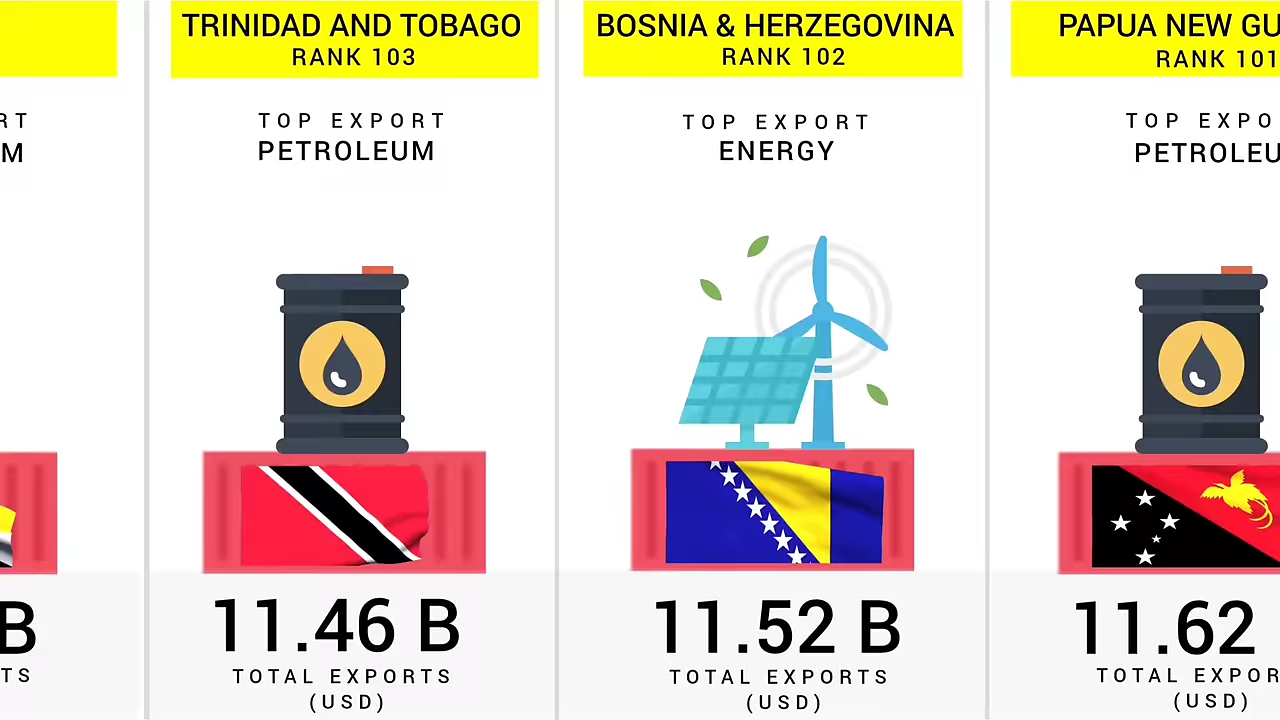 RT
M
B
TS
TRINIDAD AND TOBAGO
RANK 103
TOP EXPORT
PETROLEUM
11.46 B
TOTAL EXPORTS
(USD)
BOSNIA & HERZEGOVINA
RANK 102
TOP EXPORT
ENERGY
11.52 B
TOTAL EXPORTS
(USD)
PAPUA NEW GU
RANK 101
TOP EXPO
PETROLEU
11.62
TOTAL EXPOR
(USD)